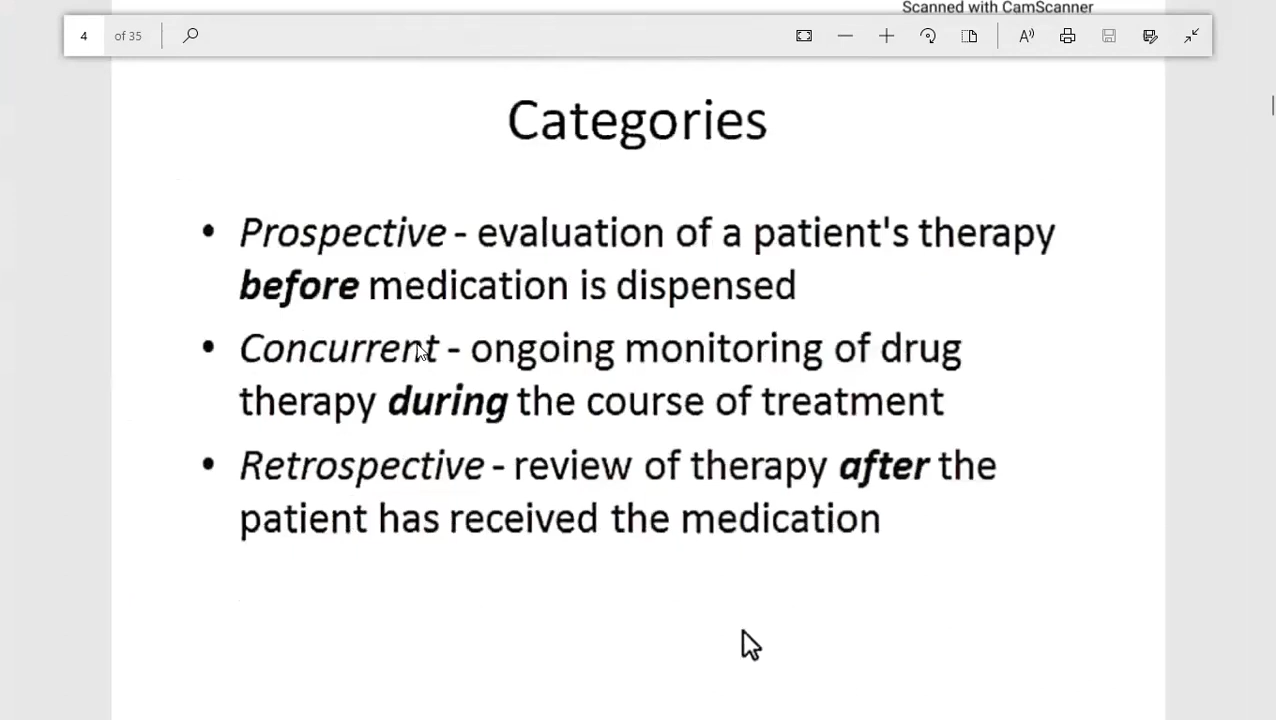 Scanned with CamScanner
4 of 35
Categories
• Prospective - evaluation of a patient's therapy
before medication is dispensed
• Concurrent - ongoing monitoring of drug
therapy during the course of treatment
• Retrospective - review of therapy after the
patient has received the medication